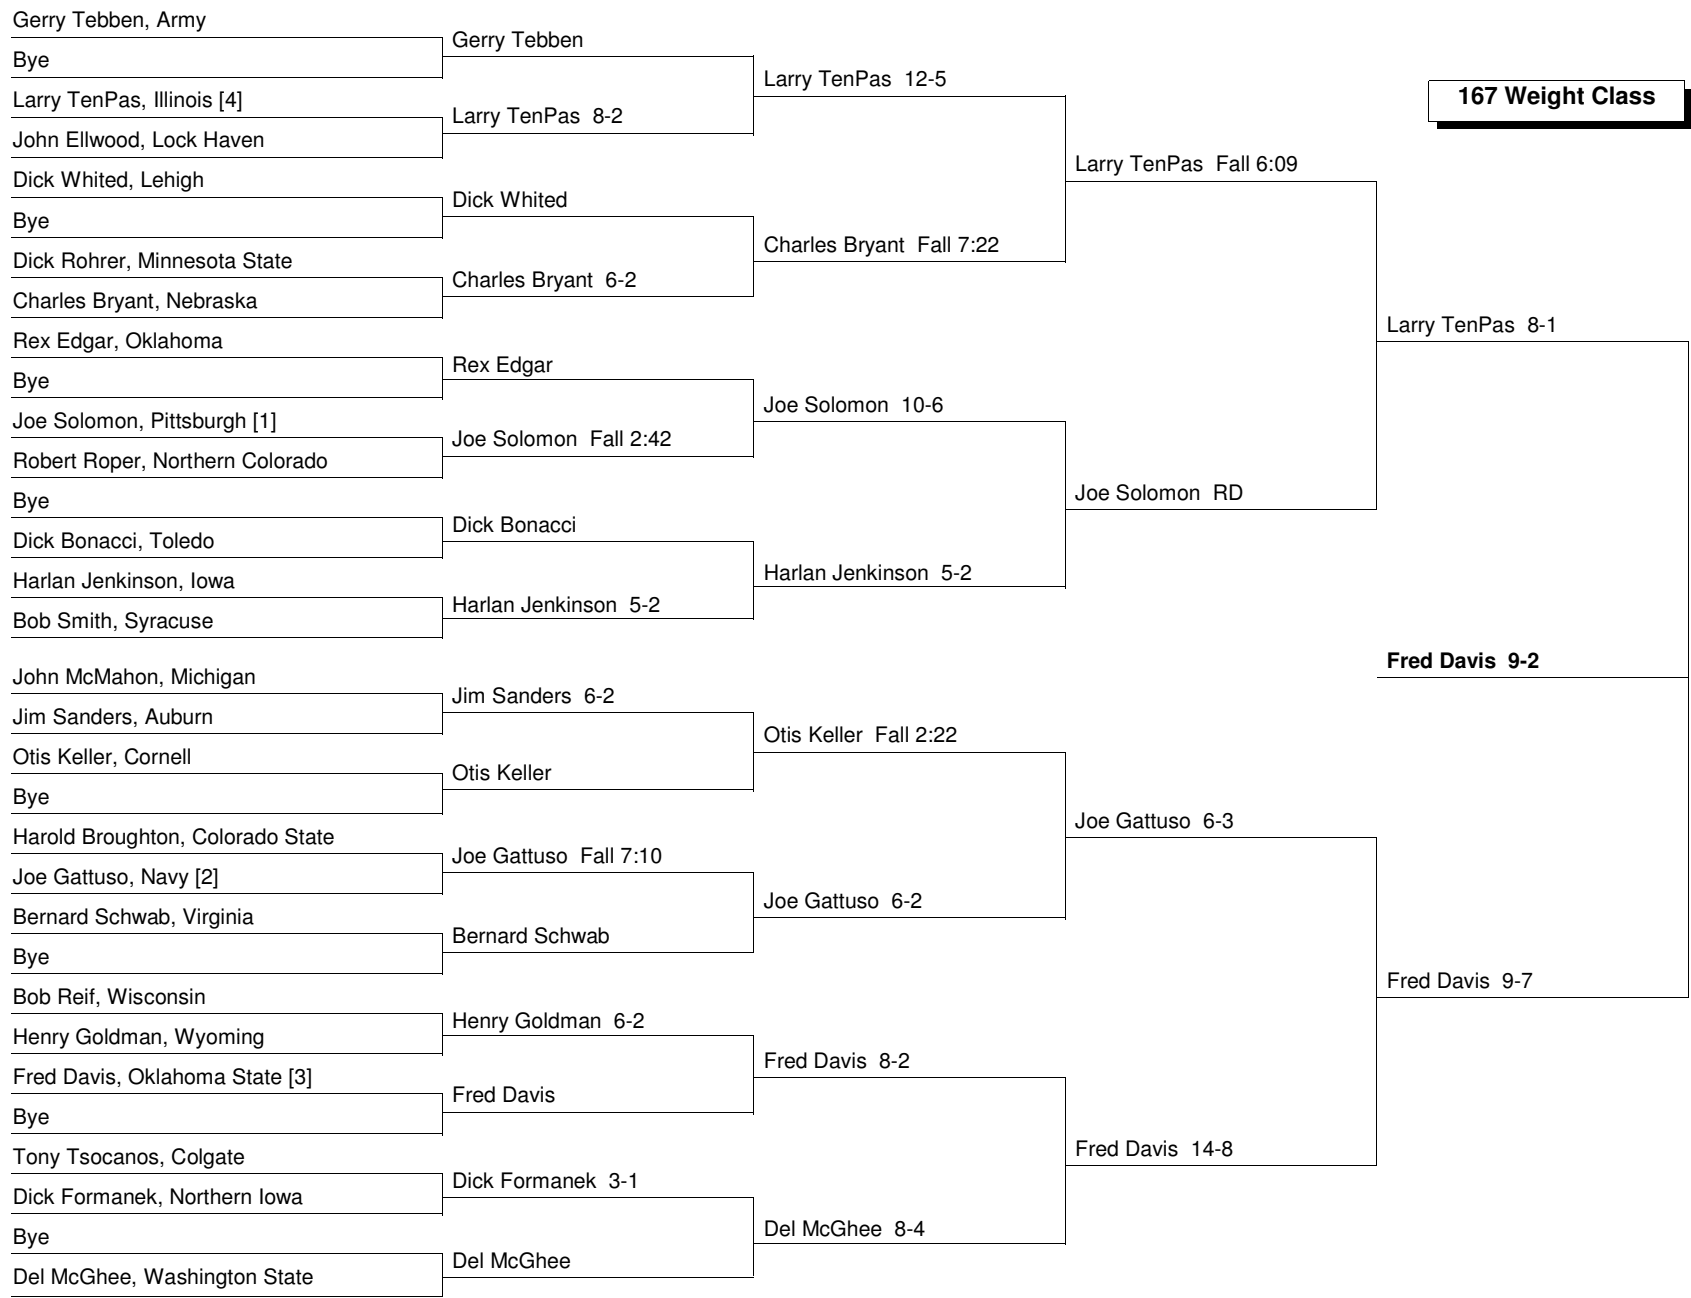 Gerry Tebben, Army
Bye
Larry TenPas, Illinois [4]
John Ellwood, Lock Haven
Dick Whited, Lehigh
Bye
Dick Rohrer, Minnesota State
Charles Bryant, Nebraska
Rex Edgar, Oklahoma
Bye
Joe Solomon, Pittsburgh [1]
Robert Roper, Northern Colorado
Bye
Dick Bonacci, Toledo
Harlan Jenkinson, Iowa
Bob Smith, Syracuse
John McMahon, Michigan
Jim Sanders, Auburn
Otis Keller, Cornell
Bye
Harold Broughton, Colorado State
Joe Gattuso, Navy [2]
Bernard Schwab, Virginia
Bye
Bob Reif, Wisconsin
Henry Goldman, Wyoming
Fred Davis, Oklahoma State [3]
Bye
Tony Tsocanos, Colgate
Dick Formanek, Northern Iowa
Bye
Del McGhee, Washington State
Gerry Tebben
Larry TenPas 8-2
Dick Whited
Charles Bryant 6-2
Rex Edgar
Joe Solomon Fall 2:42
Dick Bonacci
Harlan Jenkinson 5-2
Jim Sanders 6-2
Otis Keller
Joe Gattuso Fall 7:10
Bernard Schwab
Henry Goldman 6-2
Fred Davis
Dick Formanek 3-1
Del McGhee
Larry TenPas 12-5
Charles Bryant Fall 7:22
Joe Solomon 10-6
Harlan Jenkinson 5-2
Otis Keller Fall 2:22
Joe Gattuso 6-2
Fred Davis 8-2
Del McGhee 8-4
Larry TenPas Fall 6:09
Joe Solomon RD
Joe Gattuso 6-3
Fred Davis 14-8
167 Weight Class
Larry TenPas 8-1
Fred Davis 9-2
Fred Davis 9-7